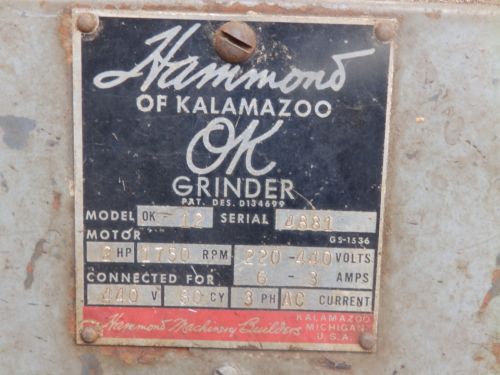 Hammond
OF KALAMAZOO
OK
GRINDER
PAT. DES. D134699
MODEL OK - 12 SERIAL 4881
MOTOR GS-1536
2 HP 1750 RPM 220 - 440 VOLTS
6 - 3 AMPS
CONNECTED FOR
440 V 60 CY 3 PH AC CURRENT
Hammond Machinery Builders
KALAMAZOO
MICHIGAN
U.S.A.